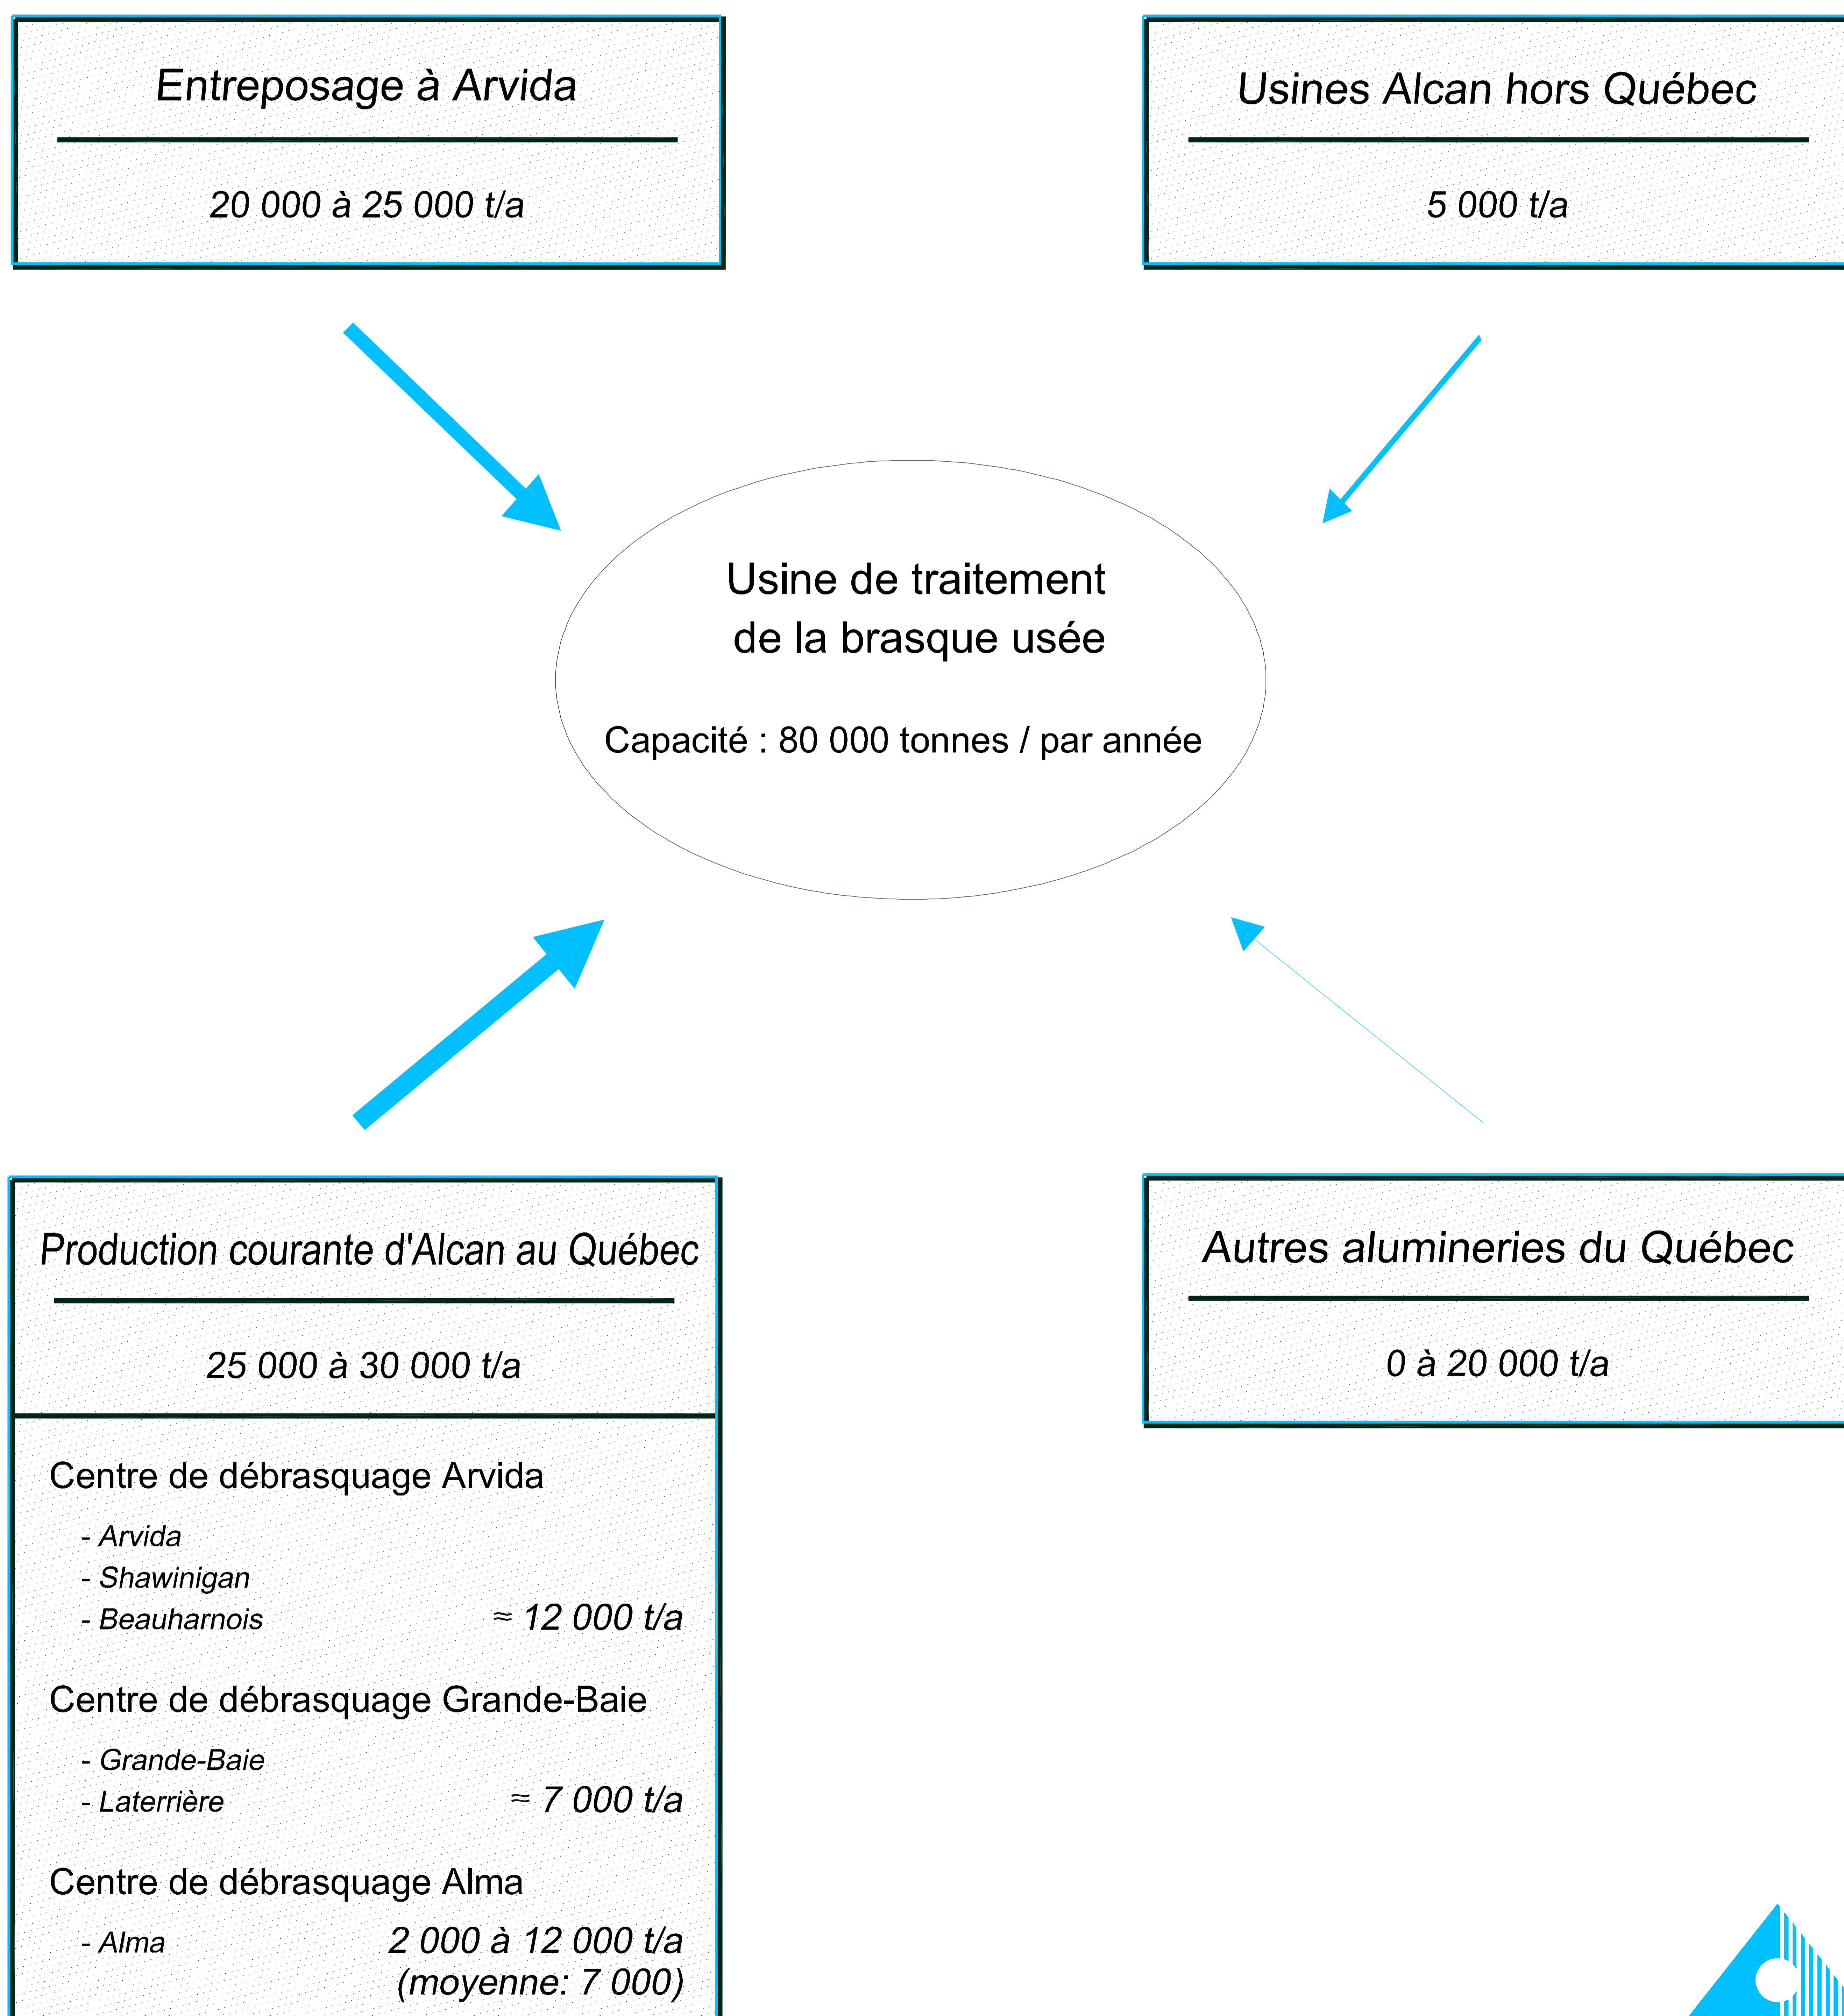 Entreposage à Arvida
20 000 à 25 000 t/a
Usines Alcan hors Québec
5 000 t/a
Usine de traitement
de la brasque usée
Capacité : 80 000 tonnes / par année
Production courante d'Alcan au Québec
25 000 à 30 000 t/a
Centre de débrasquage Arvida
- Arvida
- Shawinigan
- Beauharnois ≈ 12 000 t/a
Centre de débrasquage Grande-Baie
- Grande-Baie
- Laterrière ≈ 7 000 t/a
Centre de débrasquage Alma
- Alma 2 000 à 12 000 t/a
(moyenne: 7 000)
Autres alumineries du Québec
0 à 20 000 t/a